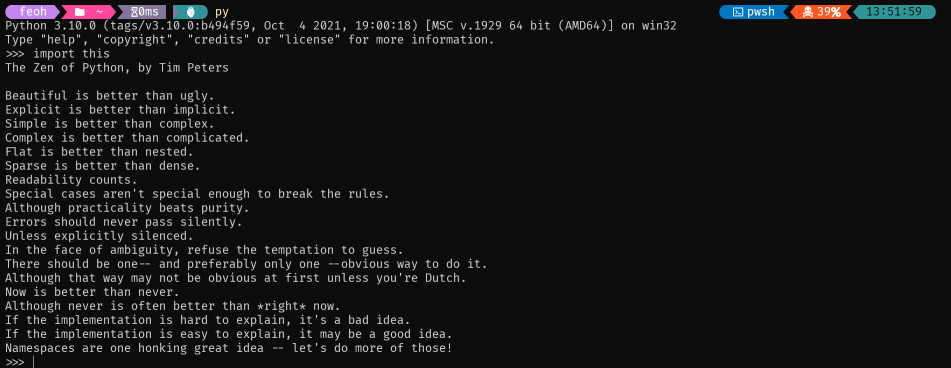 feoh ~ 0ms py pwsh 39% 13:51:59
Python 3.10.0 (tags/v3.10.0:b494f59, Oct  4 2021, 19:00:18) [MSC v.1929 64 bit (AMD64)] on win32
Type "help", "copyright", "credits" or "license" for more information.
>>> import this
The Zen of Python, by Tim Peters

Beautiful is better than ugly.
Explicit is better than implicit.
Simple is better than complex.
Complex is better than complicated.
Flat is better than nested.
Sparse is better than dense.
Readability counts.
Special cases aren't special enough to break the rules.
Although practicality beats purity.
Errors should never pass silently.
Unless explicitly silenced.
In the face of ambiguity, refuse the temptation to guess.
There should be one-- and preferably only one --obvious way to do it.
Although that way may not be obvious at first unless you're Dutch.
Now is better than never.
Although never is often better than *right* now.
If the implementation is hard to explain, it's a bad idea.
If the implementation is easy to explain, it may be a good idea.
Namespaces are one honking great idea -- let's do more of those!
>>>